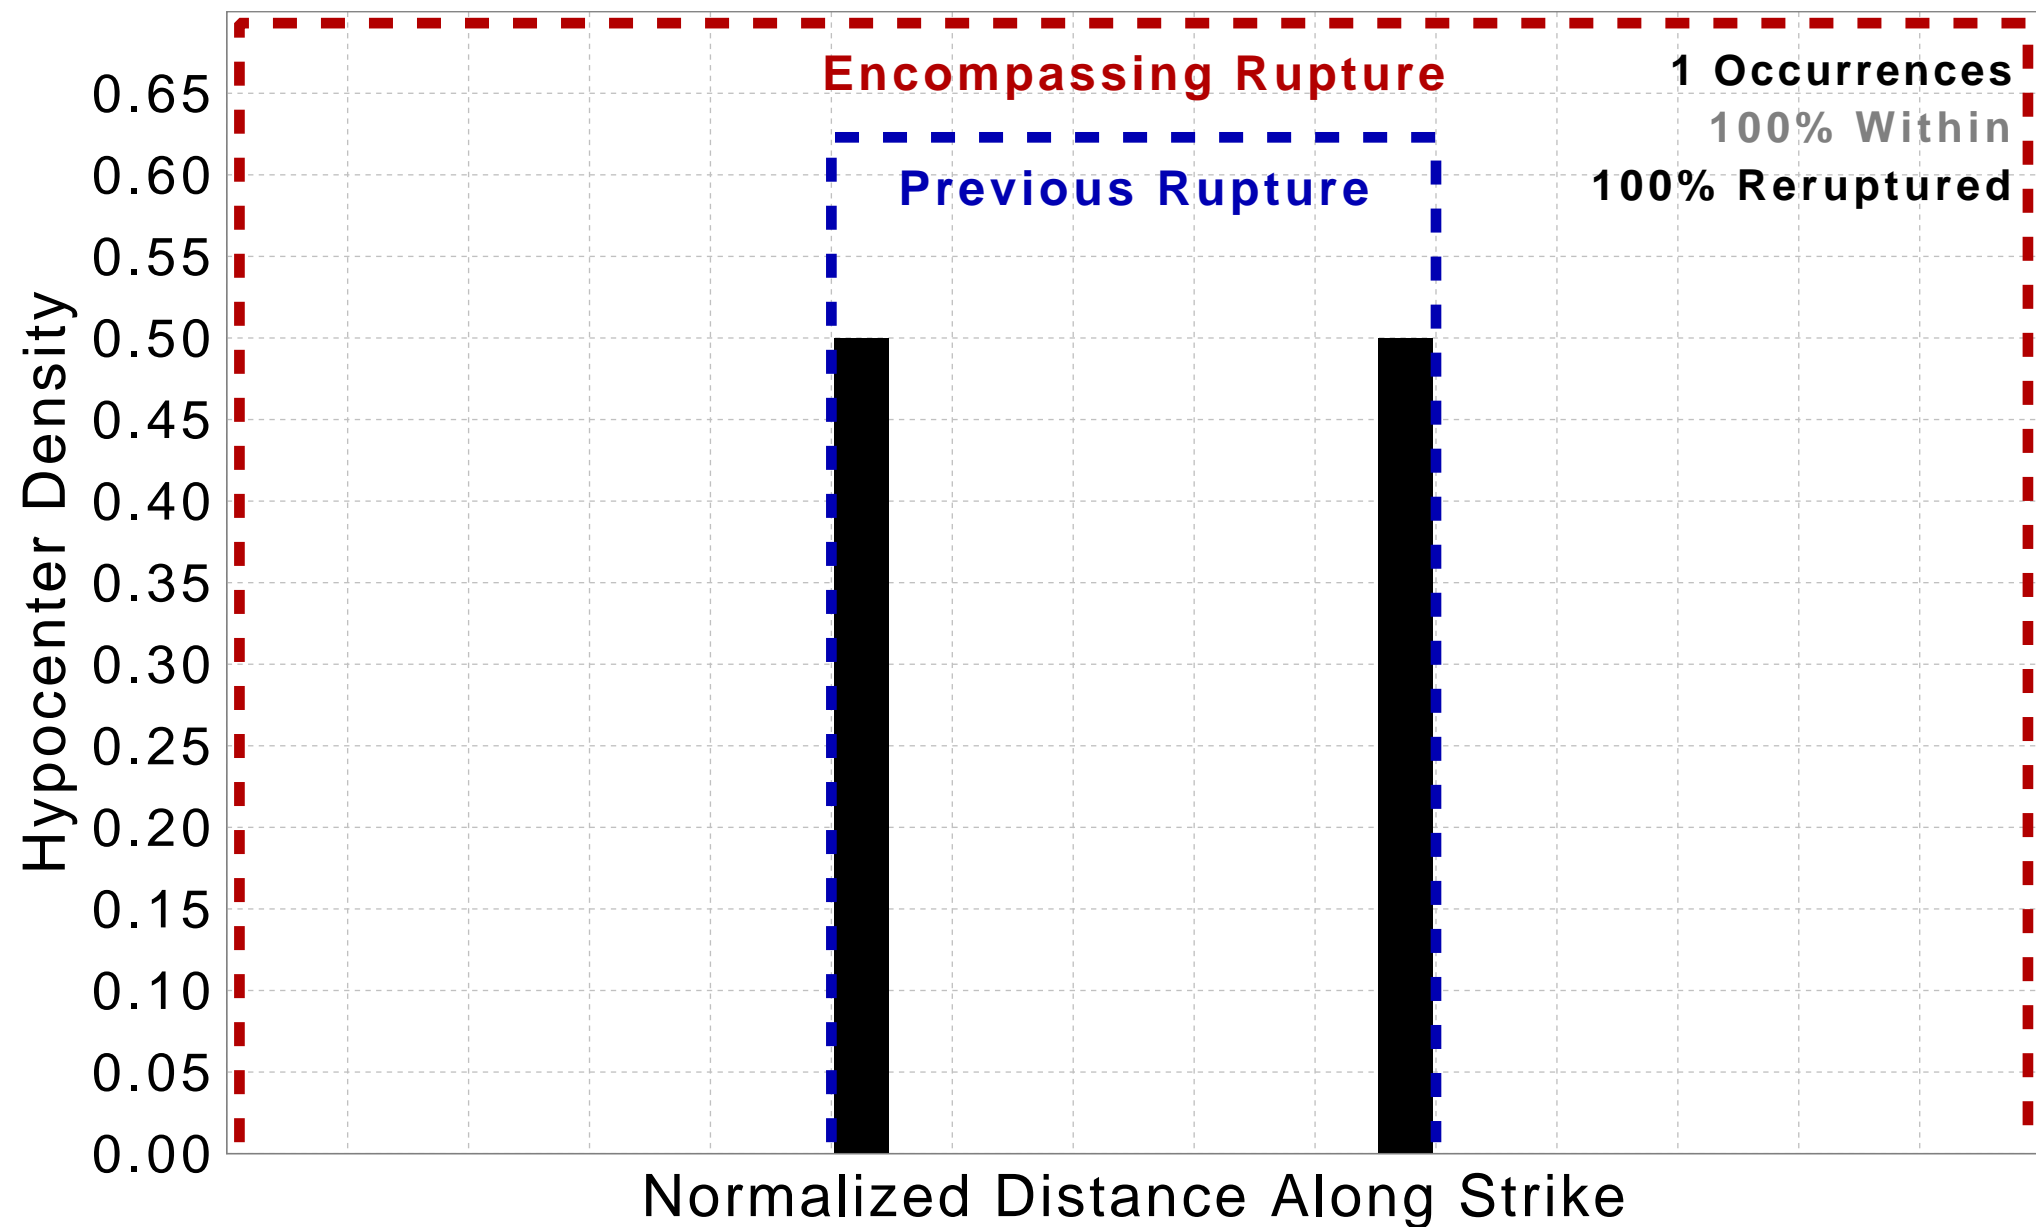 Encompassing Rupture
1 Occurrences
100% Within
100% Reruptured
Previous Rupture
Hypocenter Density
0.65
0.60
0.55
0.50
0.45
0.40
0.35
0.30
0.25
0.20
0.15
0.10
0.05
0.00
Normalized Distance Along Strike